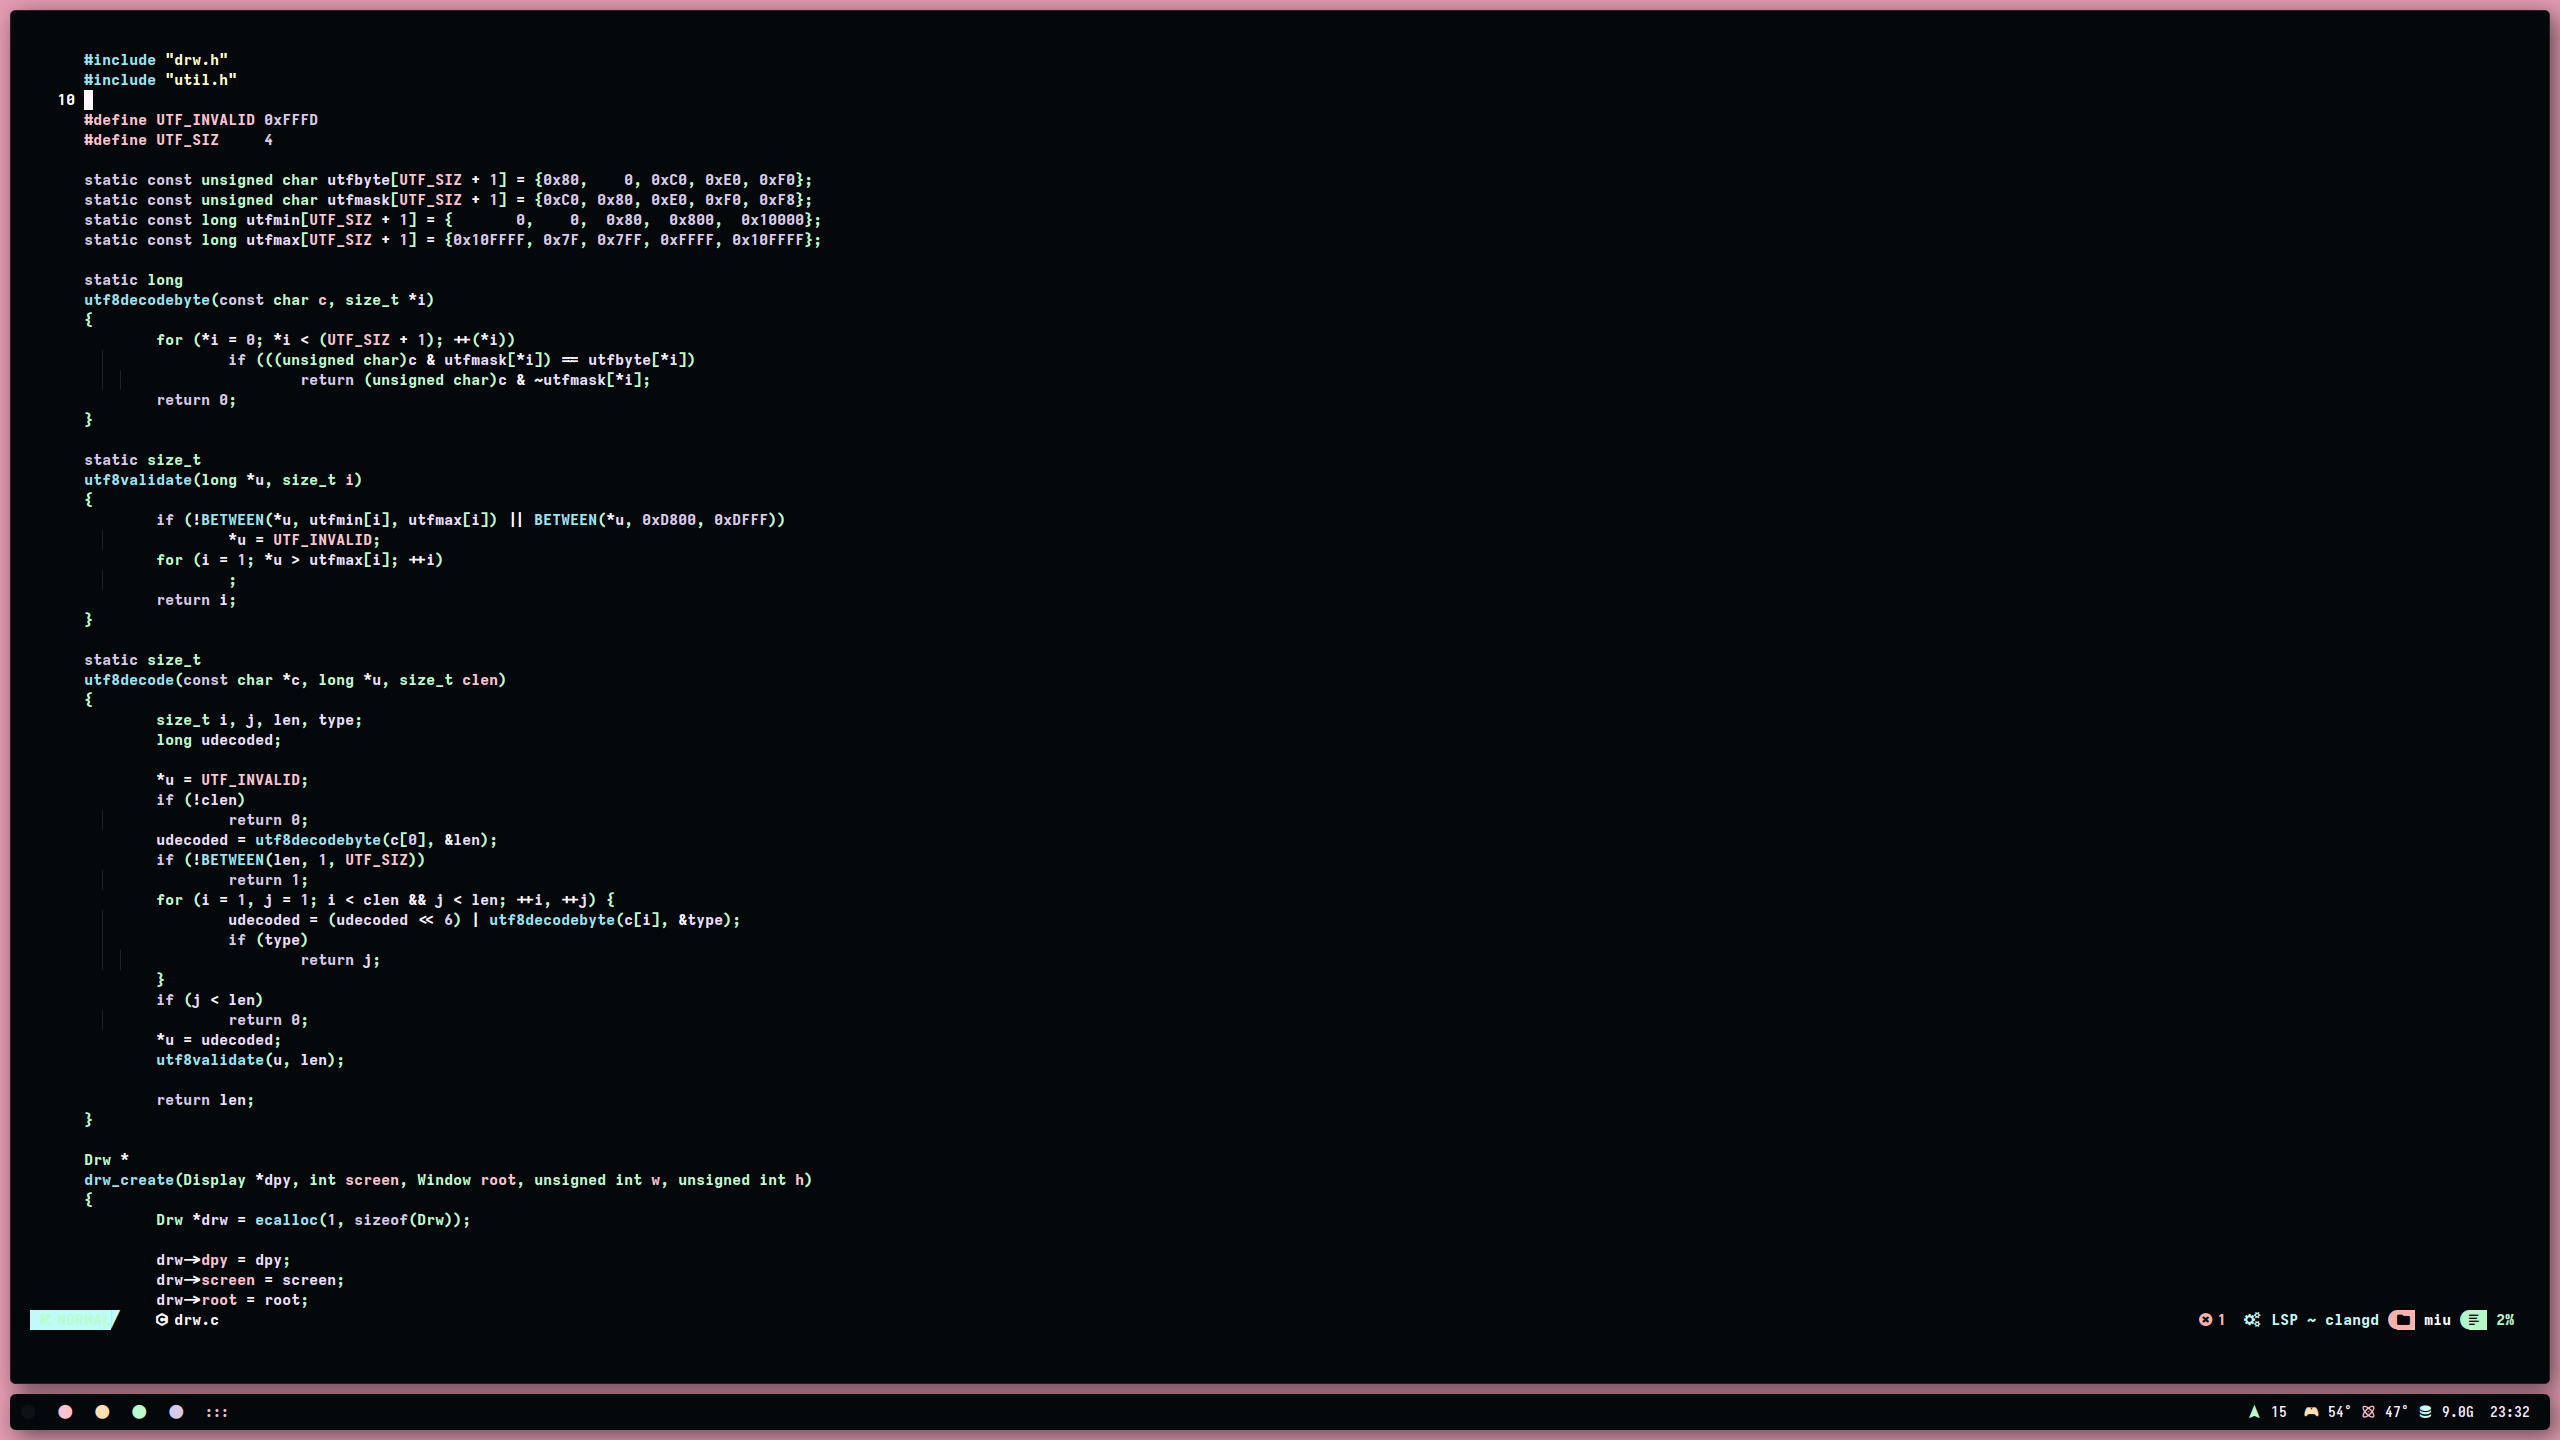 #include "drw.h"
#include "util.h"
10
#define UTF_INVALID 0xFFFD
#define UTF_SIZ     4
static const unsigned char utfbyte[UTF_SIZ + 1] = {0x80,    0, 0xC0, 0xE0, 0xF0};
static const unsigned char utfmask[UTF_SIZ + 1] = {0xC0, 0x80, 0xE0, 0xF0, 0xF8};
static const long utfmin[UTF_SIZ + 1] = {       0,    0,  0x80,  0x800,  0x10000};
static const long utfmax[UTF_SIZ + 1] = {0x10FFFF, 0x7F, 0x7FF, 0xFFFF, 0x10FFFF};
static long
utf8decodebyte(const char c, size_t *i)
{
for (*i = 0; *i < (UTF_SIZ + 1); ++(*i))
if (((unsigned char)c & utfmask[*i]) == utfbyte[*i])
return (unsigned char)c & ~utfmask[*i];
return 0;
}
static size_t
utf8validate(long *u, size_t i)
{
if (!BETWEEN(*u, utfmin[i], utfmax[i]) || BETWEEN(*u, 0xD800, 0xDFFF))
*u = UTF_INVALID;
for (i = 1; *u > utfmax[i]; ++i)
;
return i;
}
static size_t
utf8decode(const char *c, long *u, size_t clen)
{
size_t i, j, len, type;
long udecoded;
*u = UTF_INVALID;
if (!clen)
return 0;
udecoded = utf8decodebyte(c[0], &len);
if (!BETWEEN(len, 1, UTF_SIZ))
return 1;
for (i = 1, j = 1; i < clen && j < len; ++i, ++j) {
udecoded = (udecoded << 6) | utf8decodebyte(c[i], &type);
if (type)
return j;
}
if (j < len)
return 0;
*u = udecoded;
utf8validate(u, len);
return len;
}
Drw *
drw_create(Display *dpy, int screen, Window root, unsigned int w, unsigned int h)
{
Drw *drw = ecalloc(1, sizeof(Drw));
drw->dpy = dpy;
drw->screen = screen;
drw->root = root;
NORMAL drw.c 1 LSP ~ clangd miu 2%
::: 15 54° 47° 9.0G 23:32